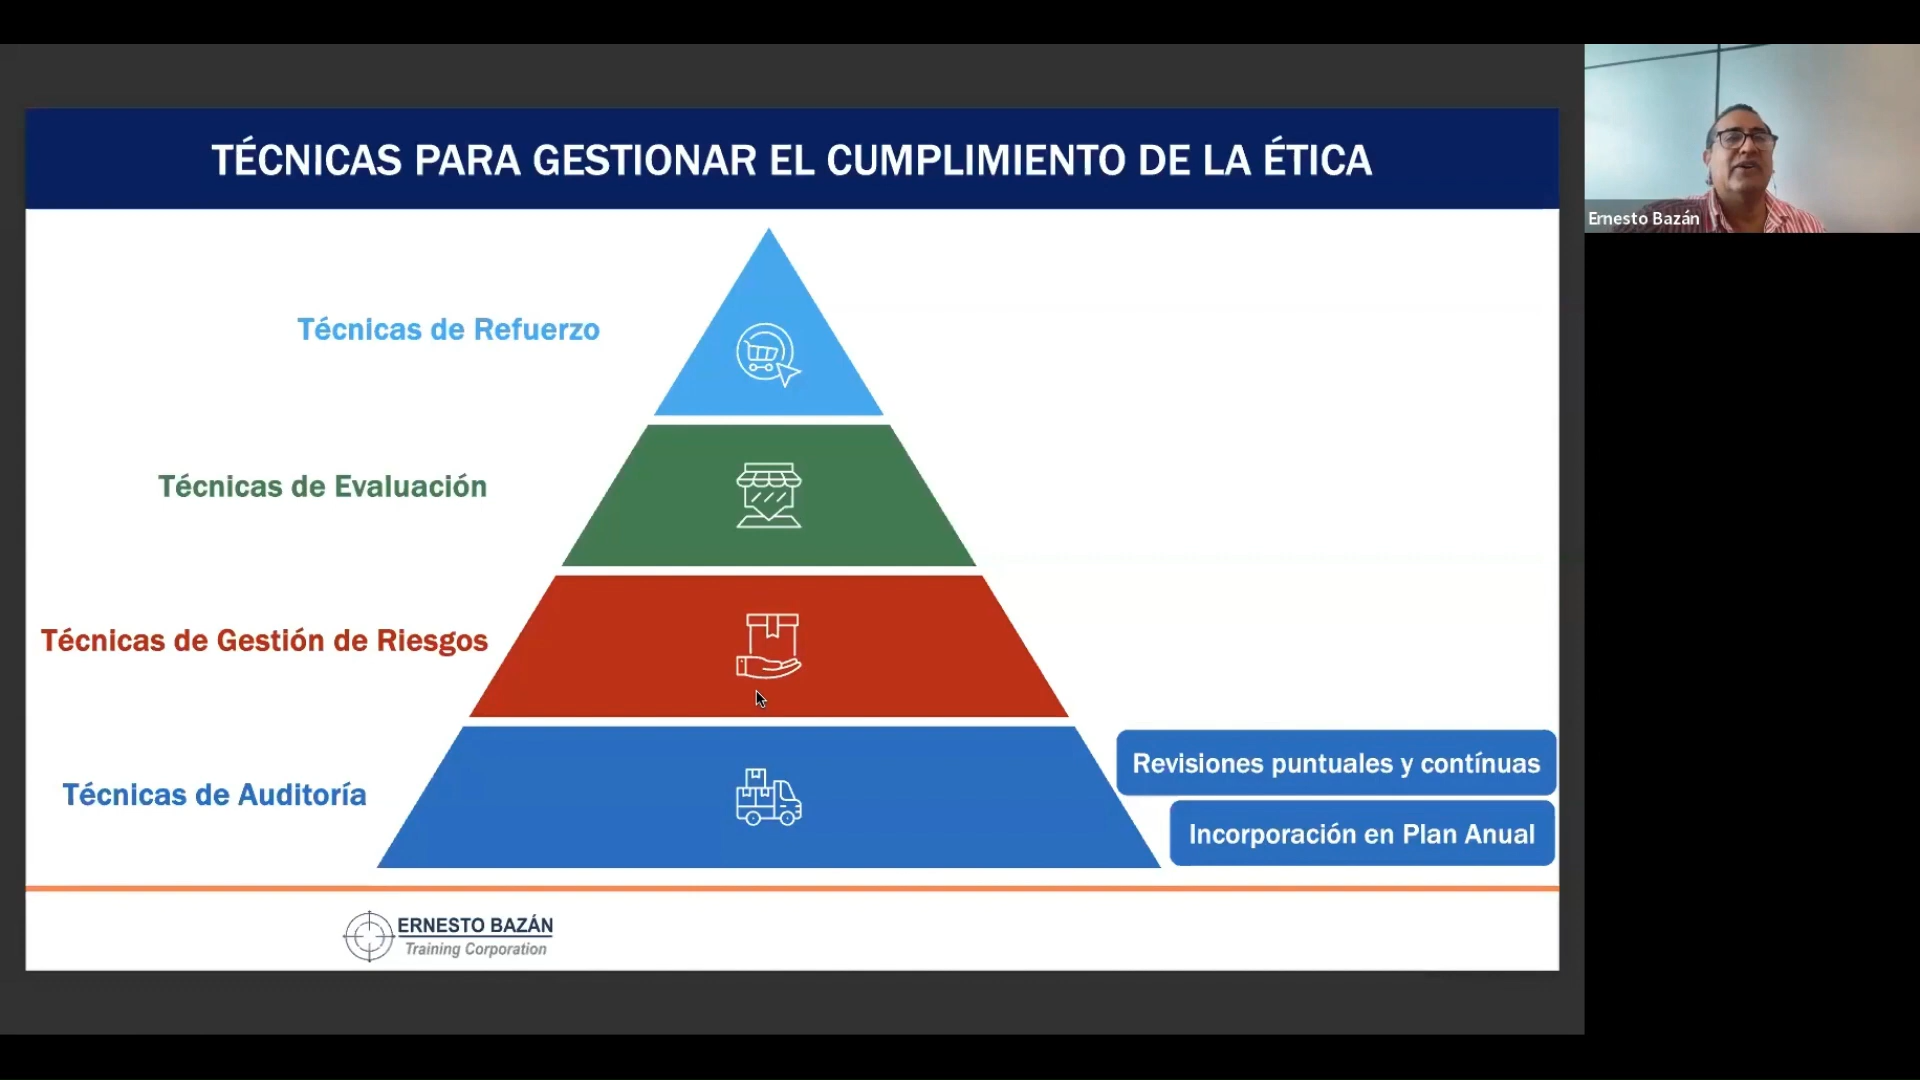 TÉCNICAS PARA GESTIONAR EL CUMPLIMIENTO DE LA ÉTICA
Ernesto Bazán
Técnicas de Refuerzo
Técnicas de Evaluación
Técnicas de Gestión de Riesgos
Técnicas de Auditoría
Revisiones puntuales y contínuas
Incorporación en Plan Anual
ERNESTO BAZÁN
Training Corporation